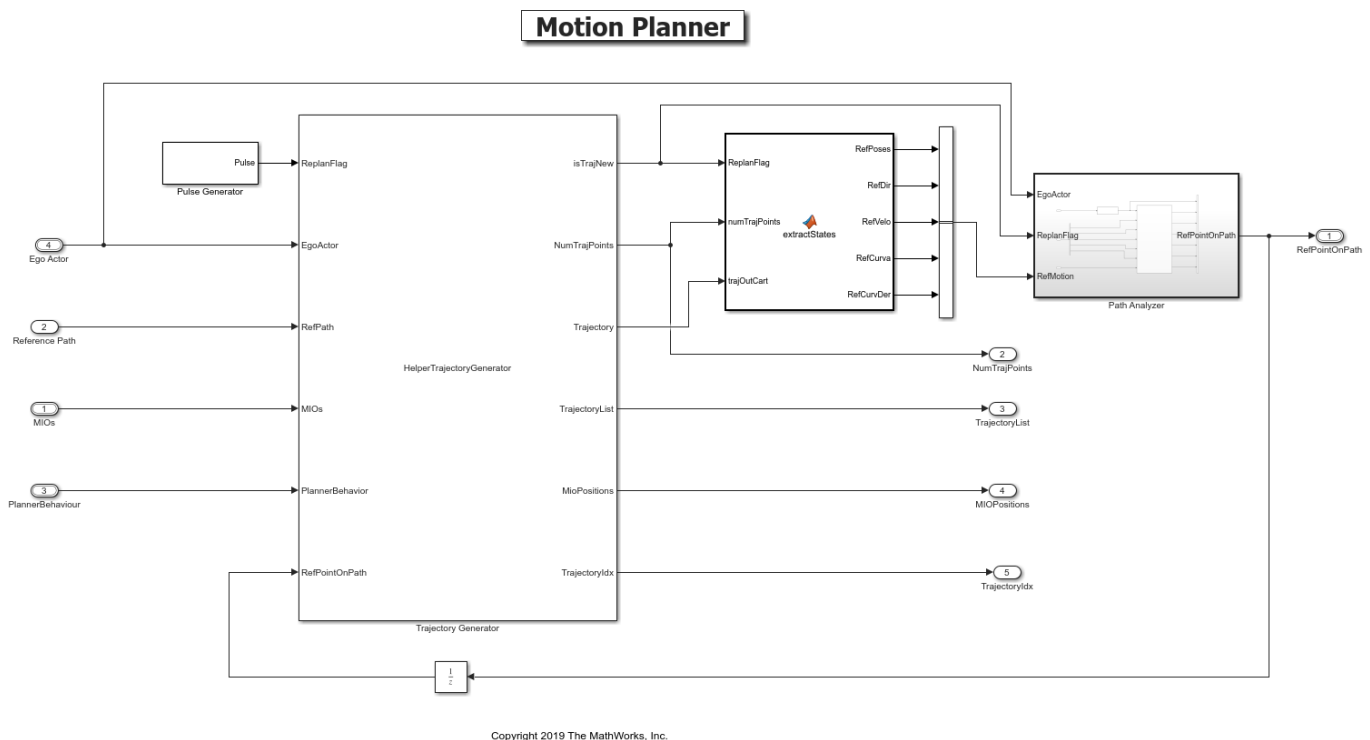 Motion Planner
Pulse
Pulse Generator
4
Ego Actor
2
Reference Path
1
MIOs
3
PlannerBehaviour
ReplanFlag
EgoActor
RefPath
MIOs
PlannerBehavior
RefPointOnPath
HelperTrajectoryGenerator
isTrajNew
NumTrajPoints
Trajectory
TrajectoryList
MioPositions
TrajectoryIdx
Trajectory Generator
ReplanFlag
numTrajPoints
trajOutCart
extractStates
RefPoses
RefDir
RefVelo
RefCurva
RefCurvDer
EgoActor
ReplanFlag
RefMotion
RefPointOnPath
Path Analyzer
1
RefPointOnPath
2
NumTrajPoints
3
TrajectoryList
4
MIOPositions
5
TrajectoryIdx
1
z
Copyright 2019 The MathWorks, Inc.